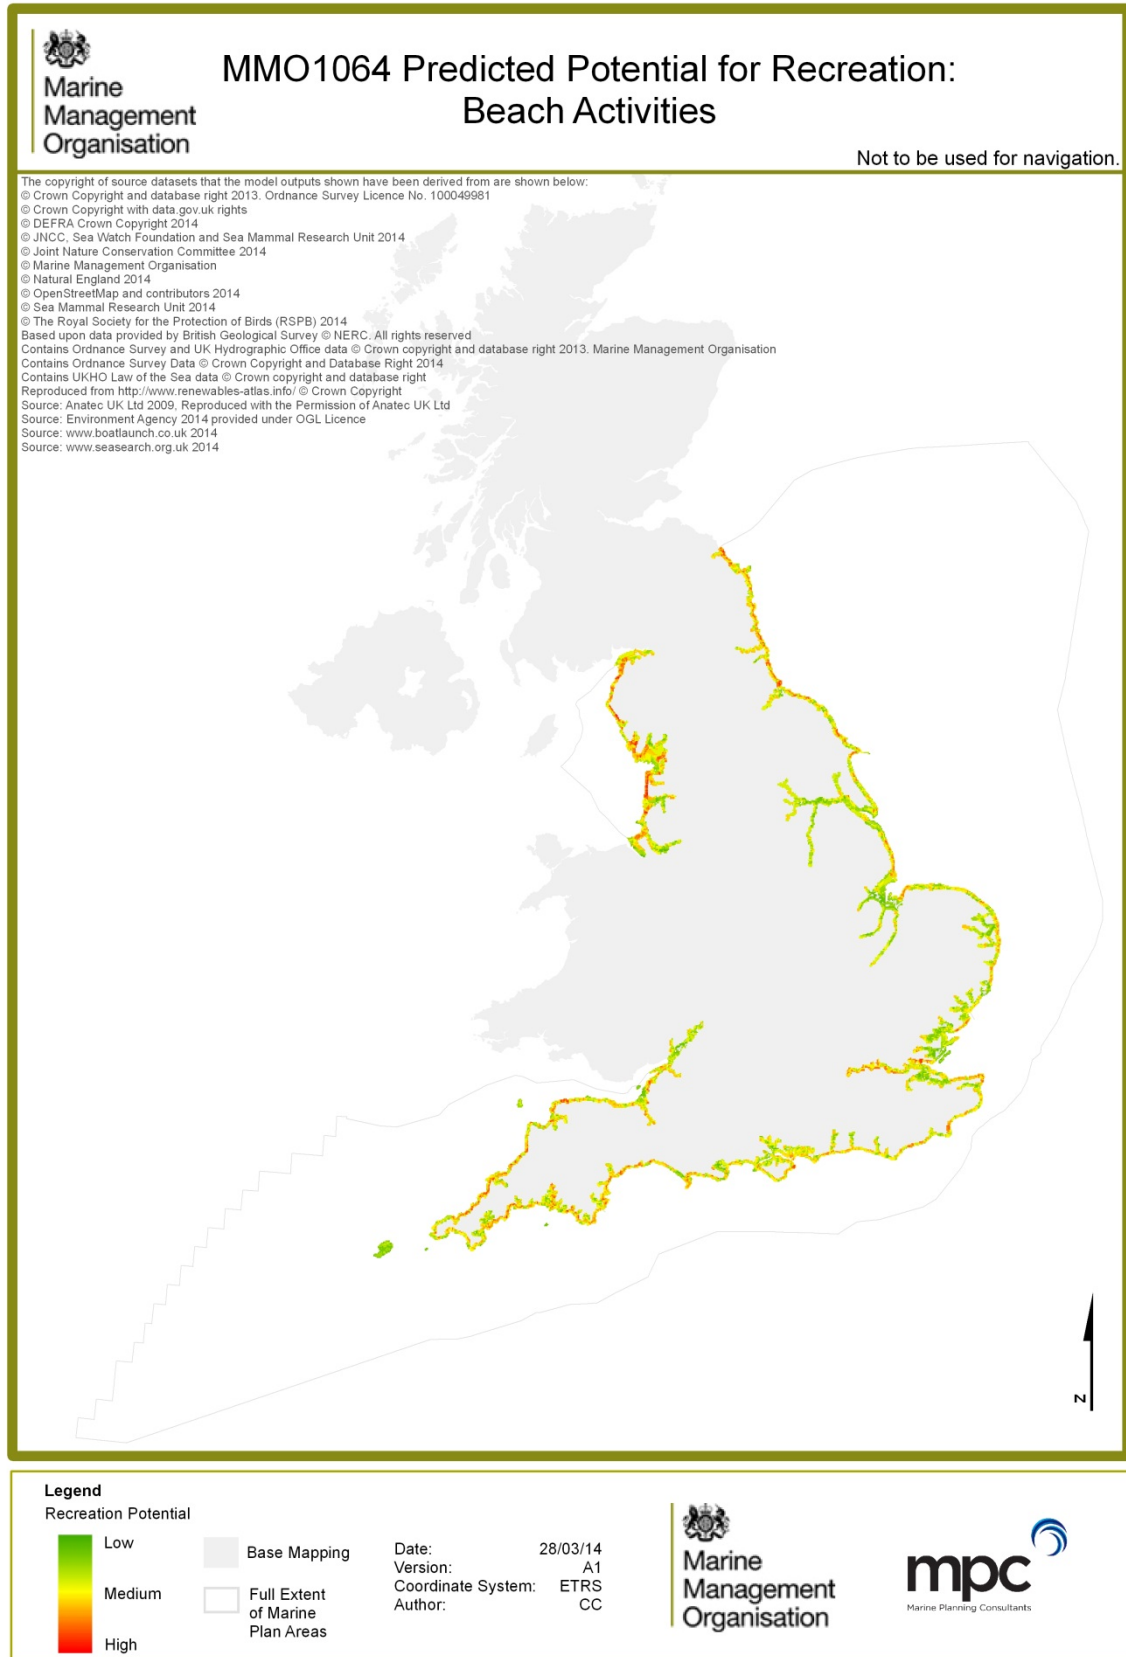 Marine
Management
Organisation
MMO1064 Predicted Potential for Recreation:
Beach Activities
Not to be used for navigation.
The copyright of source datasets that the model outputs shown have been derived from are shown below:
© Crown Copyright and database right 2013. Ordnance Survey Licence No. 100049981
© Crown Copyright with data.gov.uk rights
© DEFRA Crown Copyright 2014
© JNCC, Sea Watch Foundation and Sea Mammal Research Unit 2014
© Joint Nature Conservation Committee 2014
© Marine Management Organisation
© Natural England 2014
© OpenStreetMap and contributors 2014
© Sea Mammal Research Unit 2014
© The Royal Society for the Protection of Birds (RSPB) 2014
Based upon data provided by British Geological Survey © NERC. All rights reserved
Contains Ordnance Survey and UK Hydrographic Office data © Crown copyright and database right 2013. Marine Management Organisation
Contains Ordnance Survey Data © Crown Copyright and Database Right 2014
Contains UKHO Law of the Sea data © Crown copyright and database right
Reproduced from http://www.renewables-atlas.info/ © Crown Copyright
Source: Anatec UK Ltd 2009, Reproduced with the Permission of Anatec UK Ltd
Source: Environment Agency 2014 provided under OGL Licence
Source: www.boatlaunch.co.uk 2014
Source: www.seasearch.org.uk 2014
N
Legend
Recreation Potential
Low
Medium
High
Base Mapping
Full Extent
of Marine
Plan Areas
Date: 28/03/14
Version: A1
Coordinate System: ETRS
Author: CC
Marine
Management
Organisation
mpc
Marine Planning Consultants